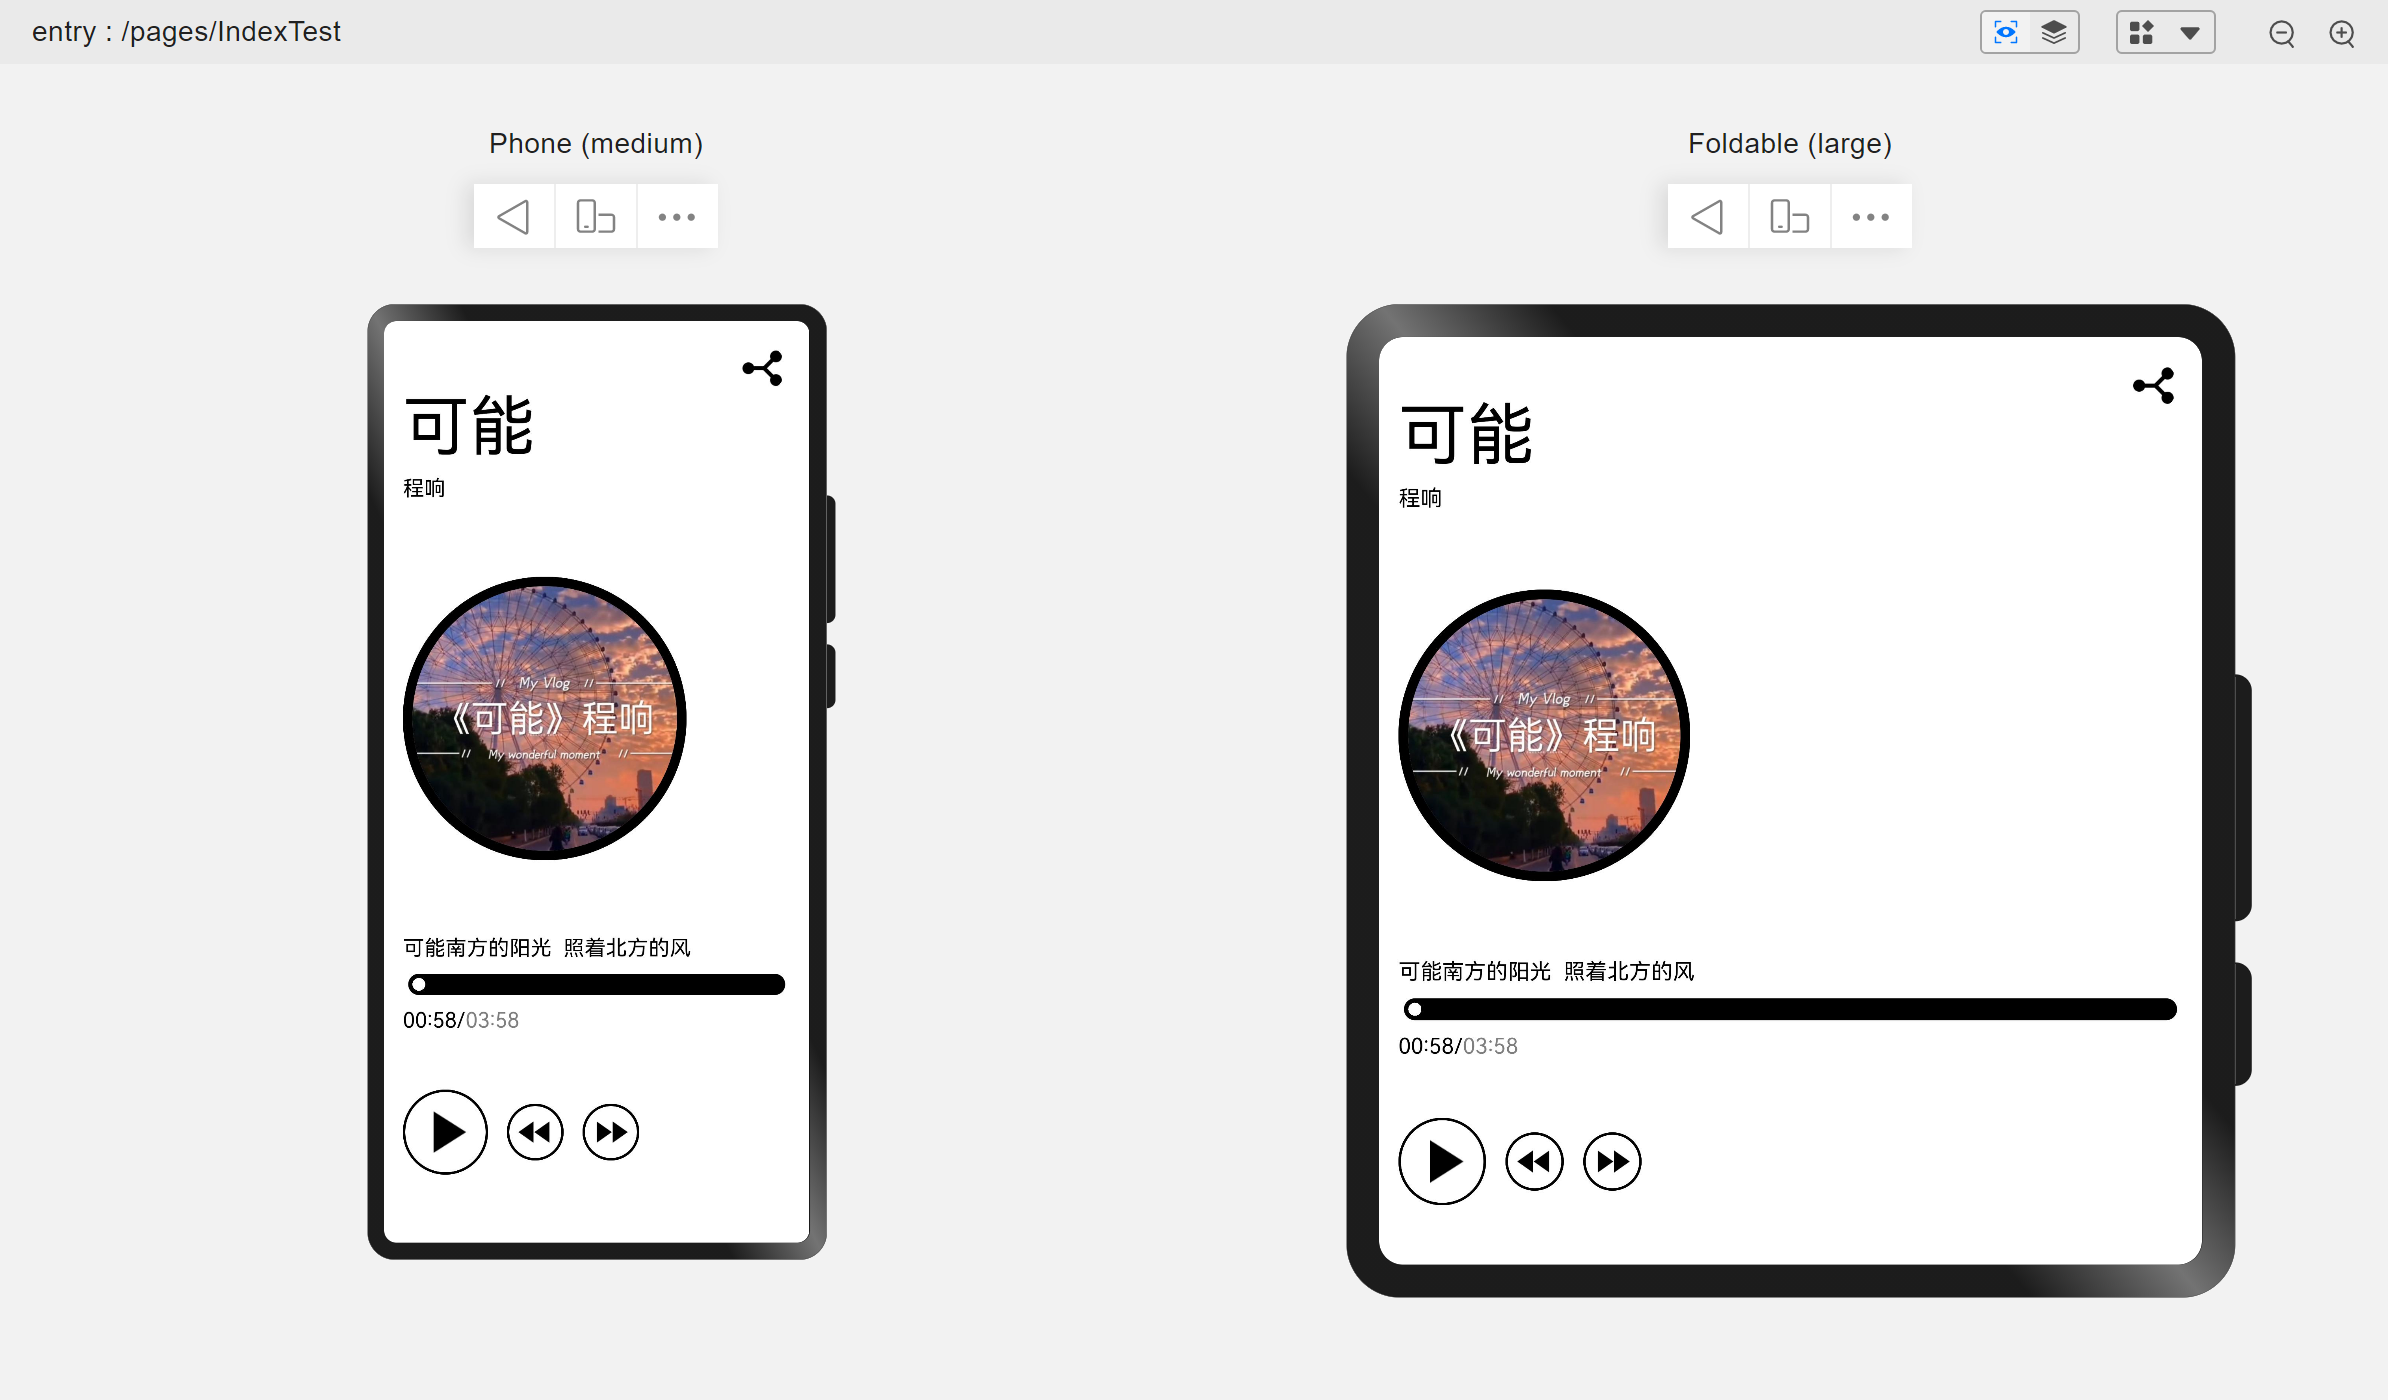 entry : /pages/IndexTest
Phone (medium)
可能
程响
// My Vlog //
《可能》程响
// My wonderful moment //
可能南方的阳光 照着北方的风
00:58/03:58
Foldable (large)
可能
程响
// My Vlog //
《可能》程响
// My wonderful moment //
可能南方的阳光 照着北方的风
00:58/03:58